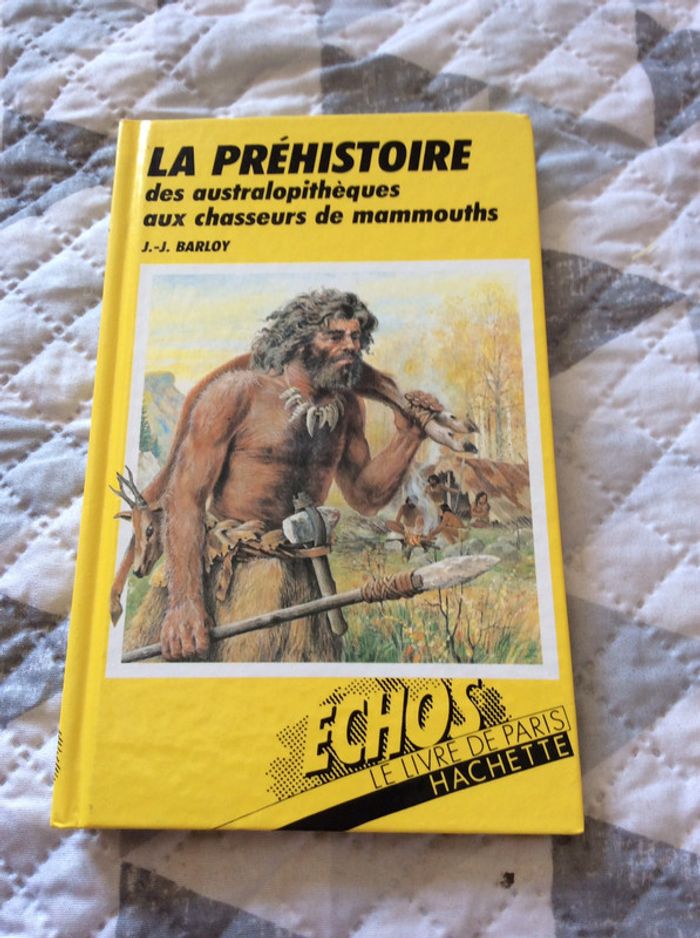 LA PRÉHISTOIRE
des australopithèques
aux chasseurs de mammouths
J.-J. BARLOY
ECHOS
LE LIVRE DE PARIS
HACHETTE